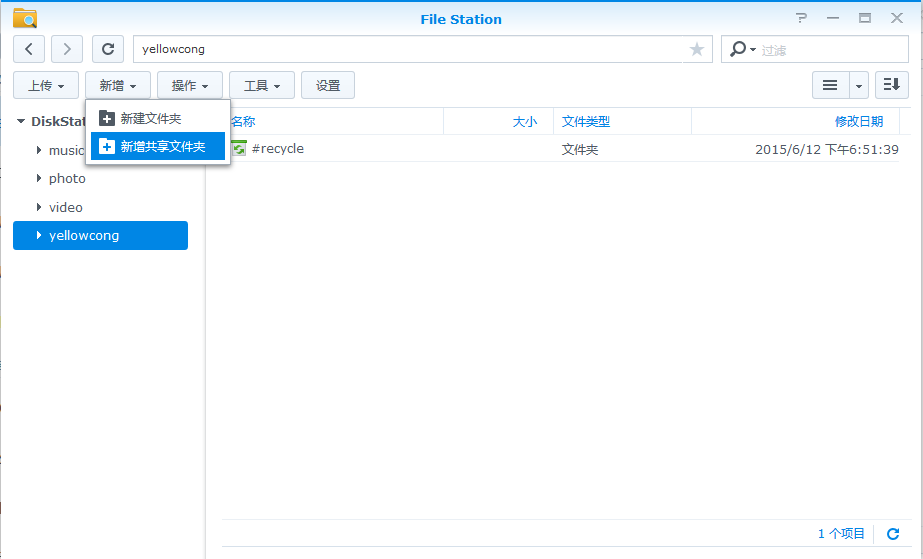 File Station
yellowcong
过滤
上传 新增 操作 工具 设置
新建文件夹
新增共享文件夹
DiskStat
music
photo
video
yellowcong
名称 大小 文件类型 修改日期
#recycle 文件夹 2015/6/12 下午6:51:39
1 个项目